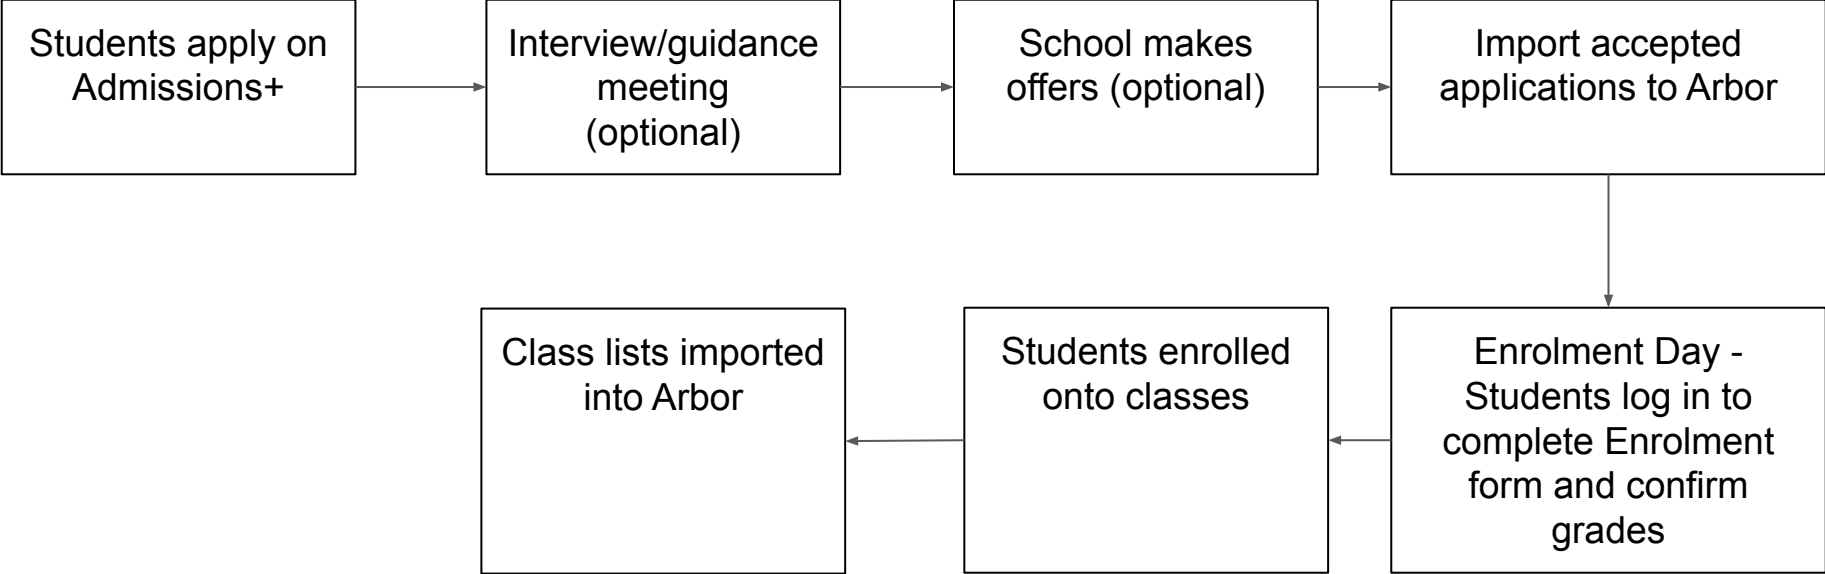 Students apply on
Admissions+
Interview/guidance
meeting
(optional)
School makes
offers (optional)
Import accepted
applications to Arbor
Enrolment Day -
Students log in to
complete Enrolment
form and confirm
grades
Students enrolled
onto classes
Class lists imported
into Arbor